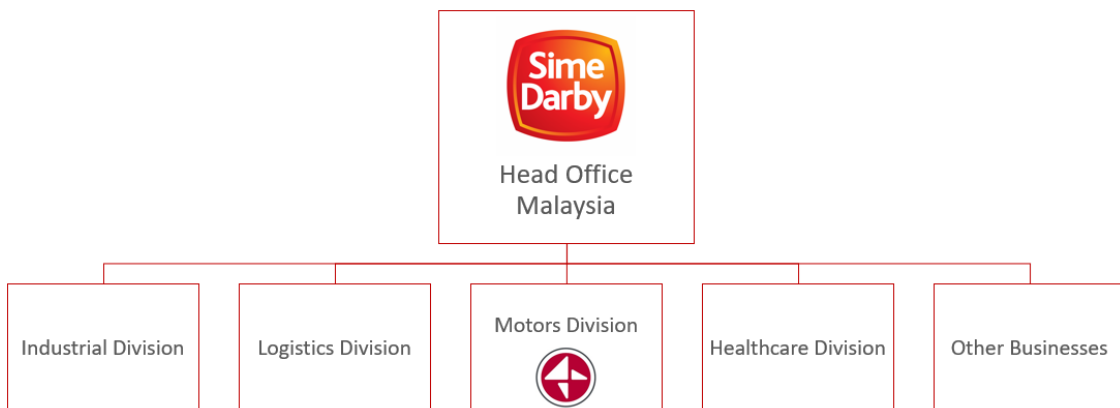 Sime
Darby
Head Office
Malaysia
Industrial Division
Logistics Division
Motors Division
Healthcare Division
Other Businesses